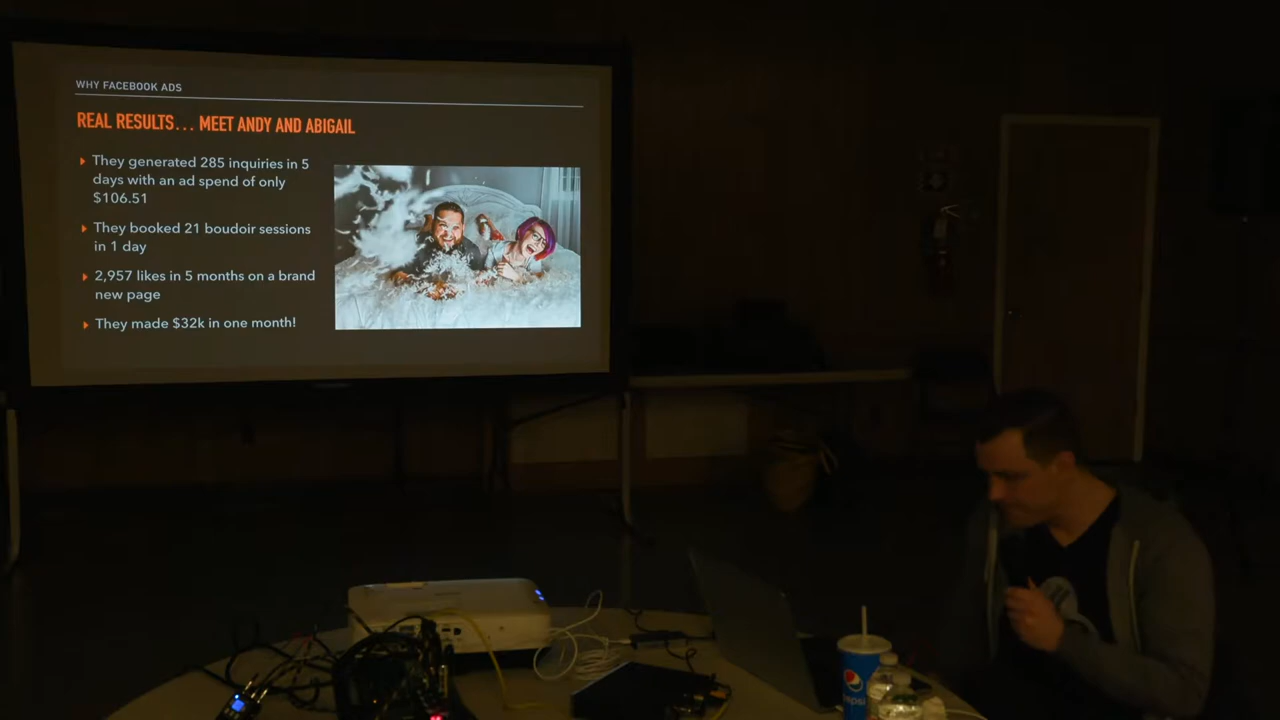 WHY FACEBOOK ADS
REAL RESULTS... MEET ANDY AND ABIGAIL
They generated 285 inquiries in 5
days with an ad spend of only
$106.51
They booked 21 boudoir sessions
in 1 day
2,957 likes in 5 months on a brand
new page
They made $32k in one month!
pepsi